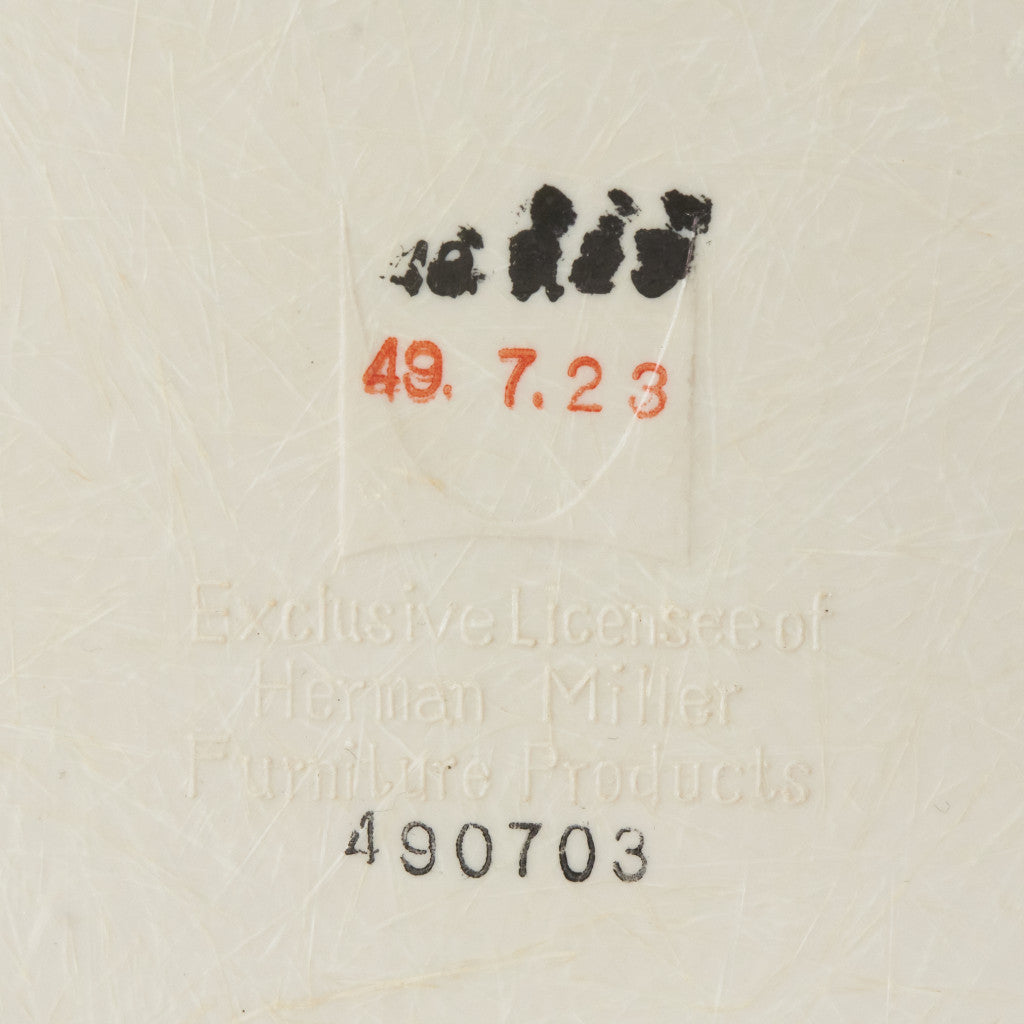 49. 7. 23
Exclusive Licensee of
Herman Miller
Furniture Products
490703